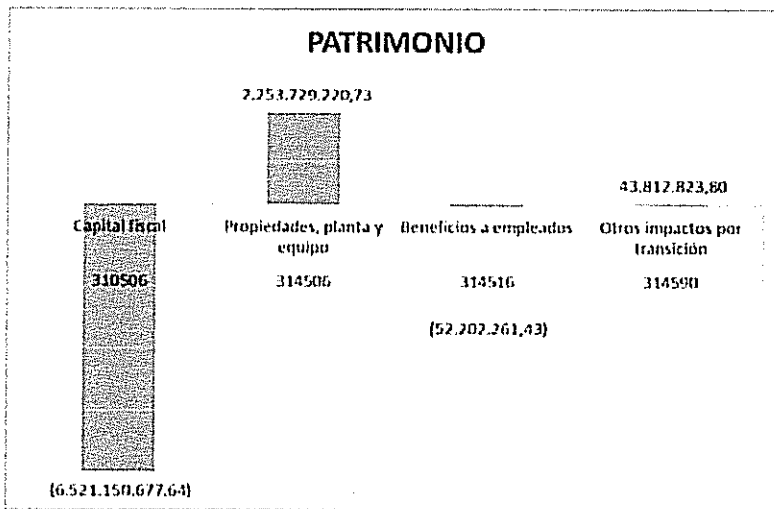 PATRIMONIO
2.253.729.220,73
43.812.823,80
Capital fiscal
Propiedades, planta y
equipo
Beneficios a empleados
Otros impactos por
transición
310506
314506
314516
314590
(52.202.261,43)
(6.521.150.677,64)